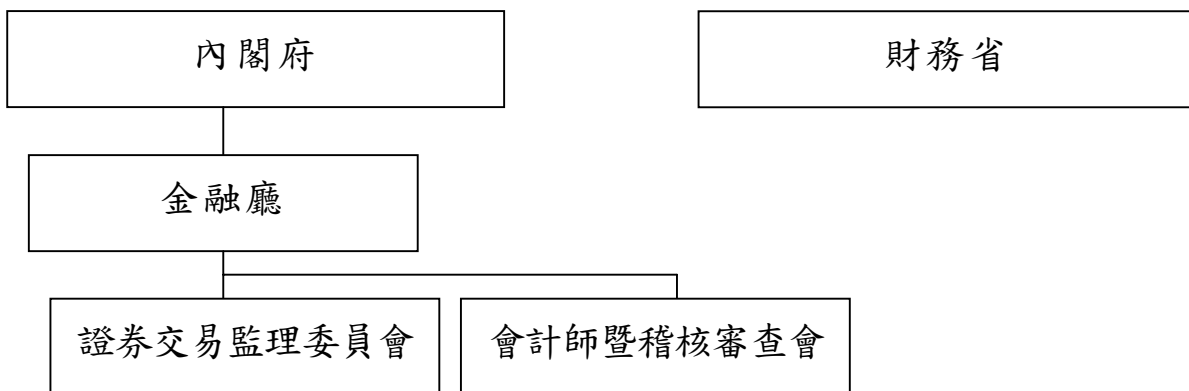 內閣府
財務省
金融廳
證券交易監理委員會
會計師暨稽核審查會